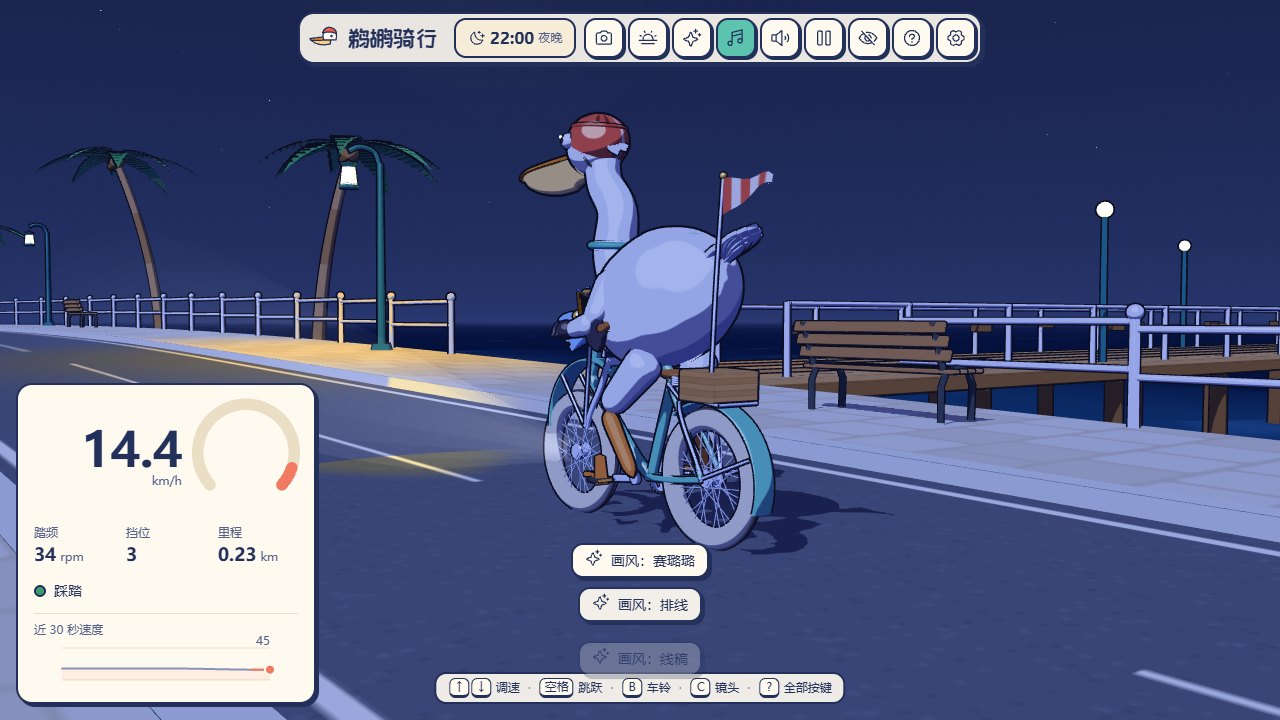 鹈鹕骑行
22:00 夜晚
14.4
km/h
踏频 挡位 里程
34 rpm 3 0.23 km
踩踏
近 30 秒速度
45
画风：赛璐璐
画风：排线
画风：线稿
↑ ↓ 调速 · 空格 跳跃 · B 车铃 · C 镜头 · ? 全部按键